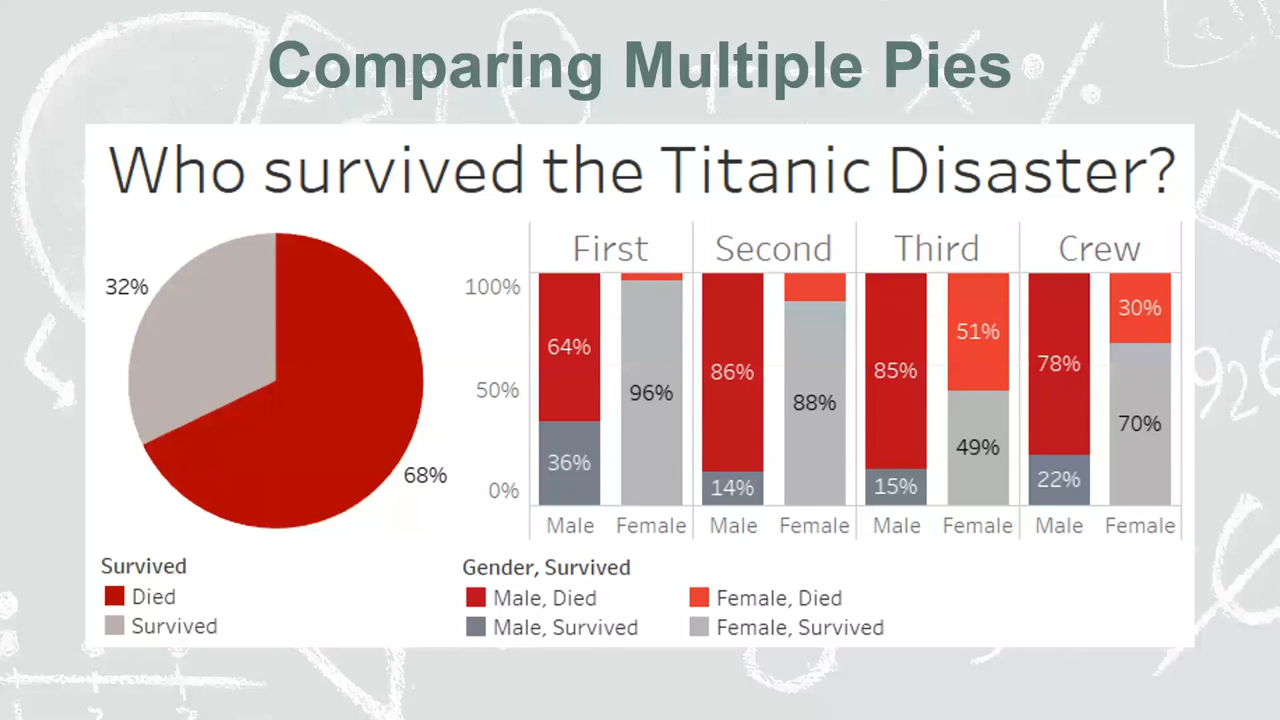 Comparing Multiple Pies
Who survived the Titanic Disaster?
32%
68%
Survived
Died
Survived
First Second Third Crew
100%
50%
0%
64% 96% 86% 88% 85% 51% 78% 30%
36% 14% 15% 49% 22% 70%
Male Female Male Female Male Female Male Female
Gender, Survived
Male, Died Female, Died
Male, Survived Female, Survived
926